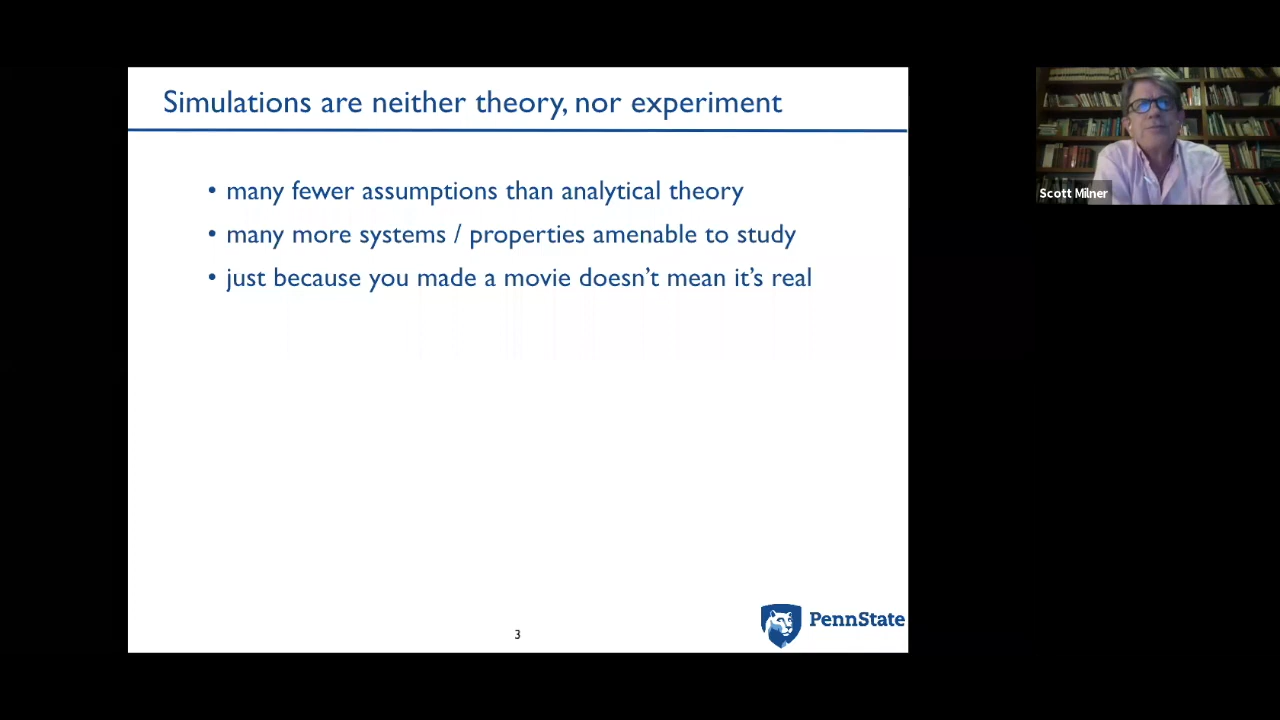 Simulations are neither theory, nor experiment
• many fewer assumptions than analytical theory
• many more systems / properties amenable to study
• just because you made a movie doesn't mean it's real
Scott Milner
3
PennState